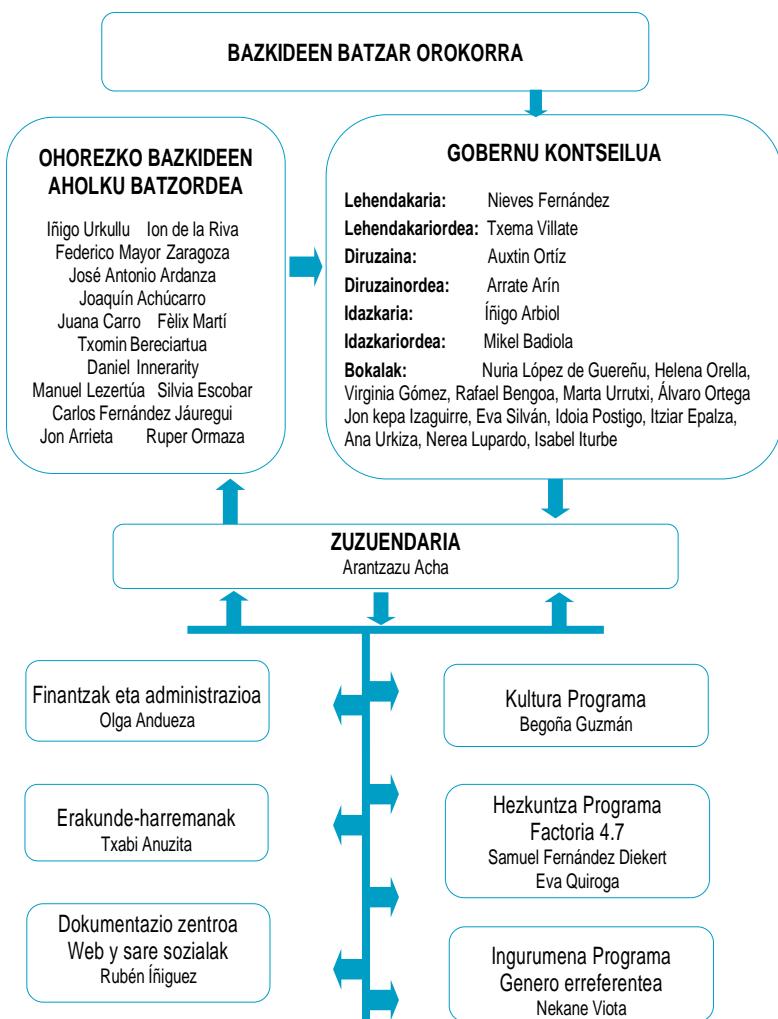 BAZKIDEEN BATZAR OROKORRA
OHOREZKO BAZKIDEEN
AHOLKU BATZORDEA
Iñigo Urkullu Ion de la Riva
Federico Mayor Zaragoza
José Antonio Ardanza
Joaquín Achúcarro
Juana Carro Fèlix Martí
Txomin Bereciartua
Daniel Innerarity
Manuel Lezertúa Silvia Escobar
Carlos Fernández Jáuregui
Jon Arrieta Ruper Ormaza
GOBERNU KONTSEILUA
Lehendakaria: Nieves Fernández
Lehendakariordea: Txema Villate
Diruzaina: Auxtin Ortíz
Diruzainordea: Arrate Arín
Idazkaria: Íñigo Arbiol
Idazkariordea: Mikel Badiola
Bokalak: Nuria López de Guereñu, Helena Orella,
Virginia Gómez, Rafael Bengoa, Marta Urrutxi, Álvaro Ortega
Jon kepa Izaguirre, Eva Silván, Idoia Postigo, Itziar Epalza,
Ana Urkiza, Nerea Lupardo, Isabel Iturbe
ZUZUENDARIA
Arantzazu Acha
Finantzak eta administrazioa
Olga Andueza
Kultura Programa
Begoña Guzmán
Erakunde-harremanak
Txabi Anuzita
Hezkuntza Programa
Factoria 4.7
Samuel Fernández Diekert
Eva Quiroga
Dokumentazio zentroa
Web y sare sozialak
Rubén Íñiguez
Ingurumena Programa
Genero erreferentea
Nekane Viota